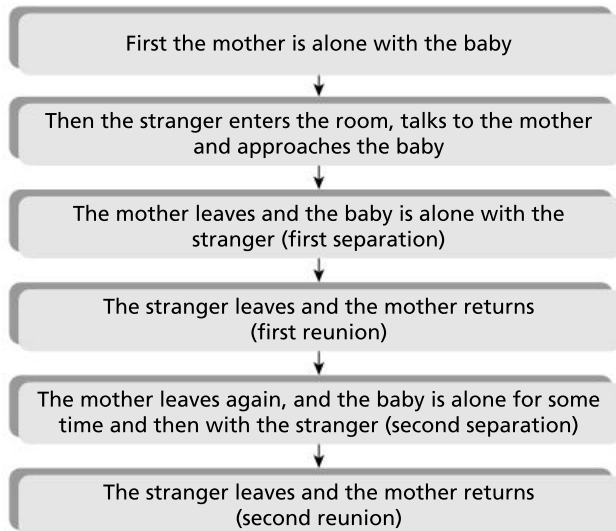 First the mother is alone with the baby
Then the stranger enters the room, talks to the mother
and approaches the baby
The mother leaves and the baby is alone with the
stranger (first separation)
The stranger leaves and the mother returns
(first reunion)
The mother leaves again, and the baby is alone for some
time and then with the stranger (second separation)
The stranger leaves and the mother returns
(second reunion)